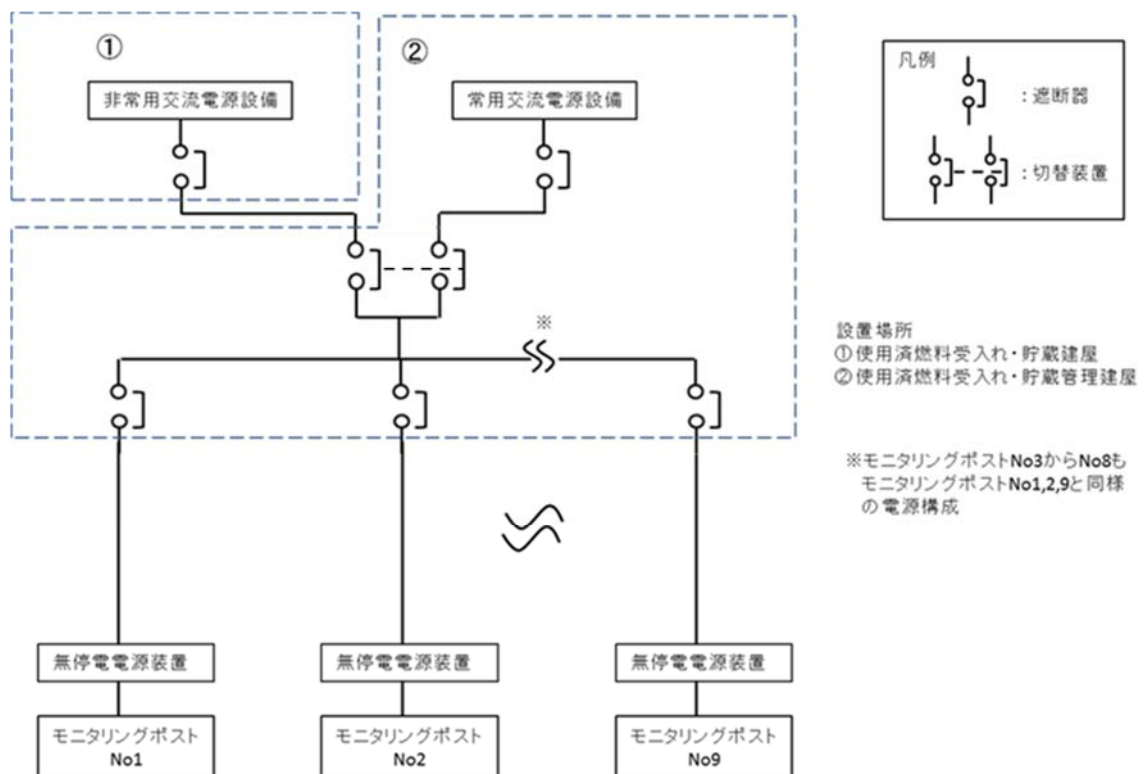 ①
②
非常用交流電源設備
常用交流電源設備
凡例
：遮断器
：切替装置
※
設置場所
①使用済燃料受入れ・貯蔵建屋
②使用済燃料受入れ・貯蔵管理建屋
※モニタリングポストNo3からNo8も
モニタリングポストNo1,2,9と同様
の電源構成
無停電電源装置
無停電電源装置
無停電電源装置
モニタリングポスト
No1
モニタリングポスト
No2
モニタリングポスト
No9